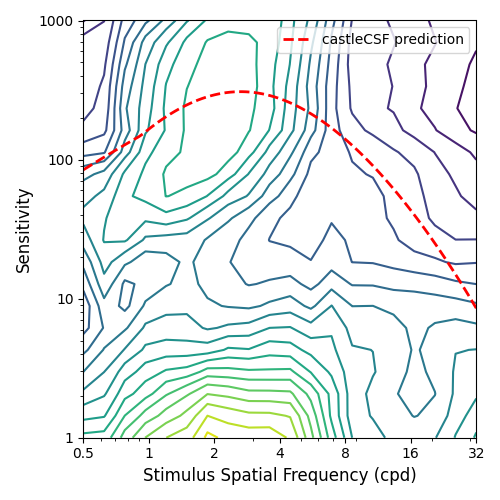 1000
castleCSF prediction
100
10
1
Sensitivity
0.5 1 2 4 8 16 32
Stimulus Spatial Frequency (cpd)